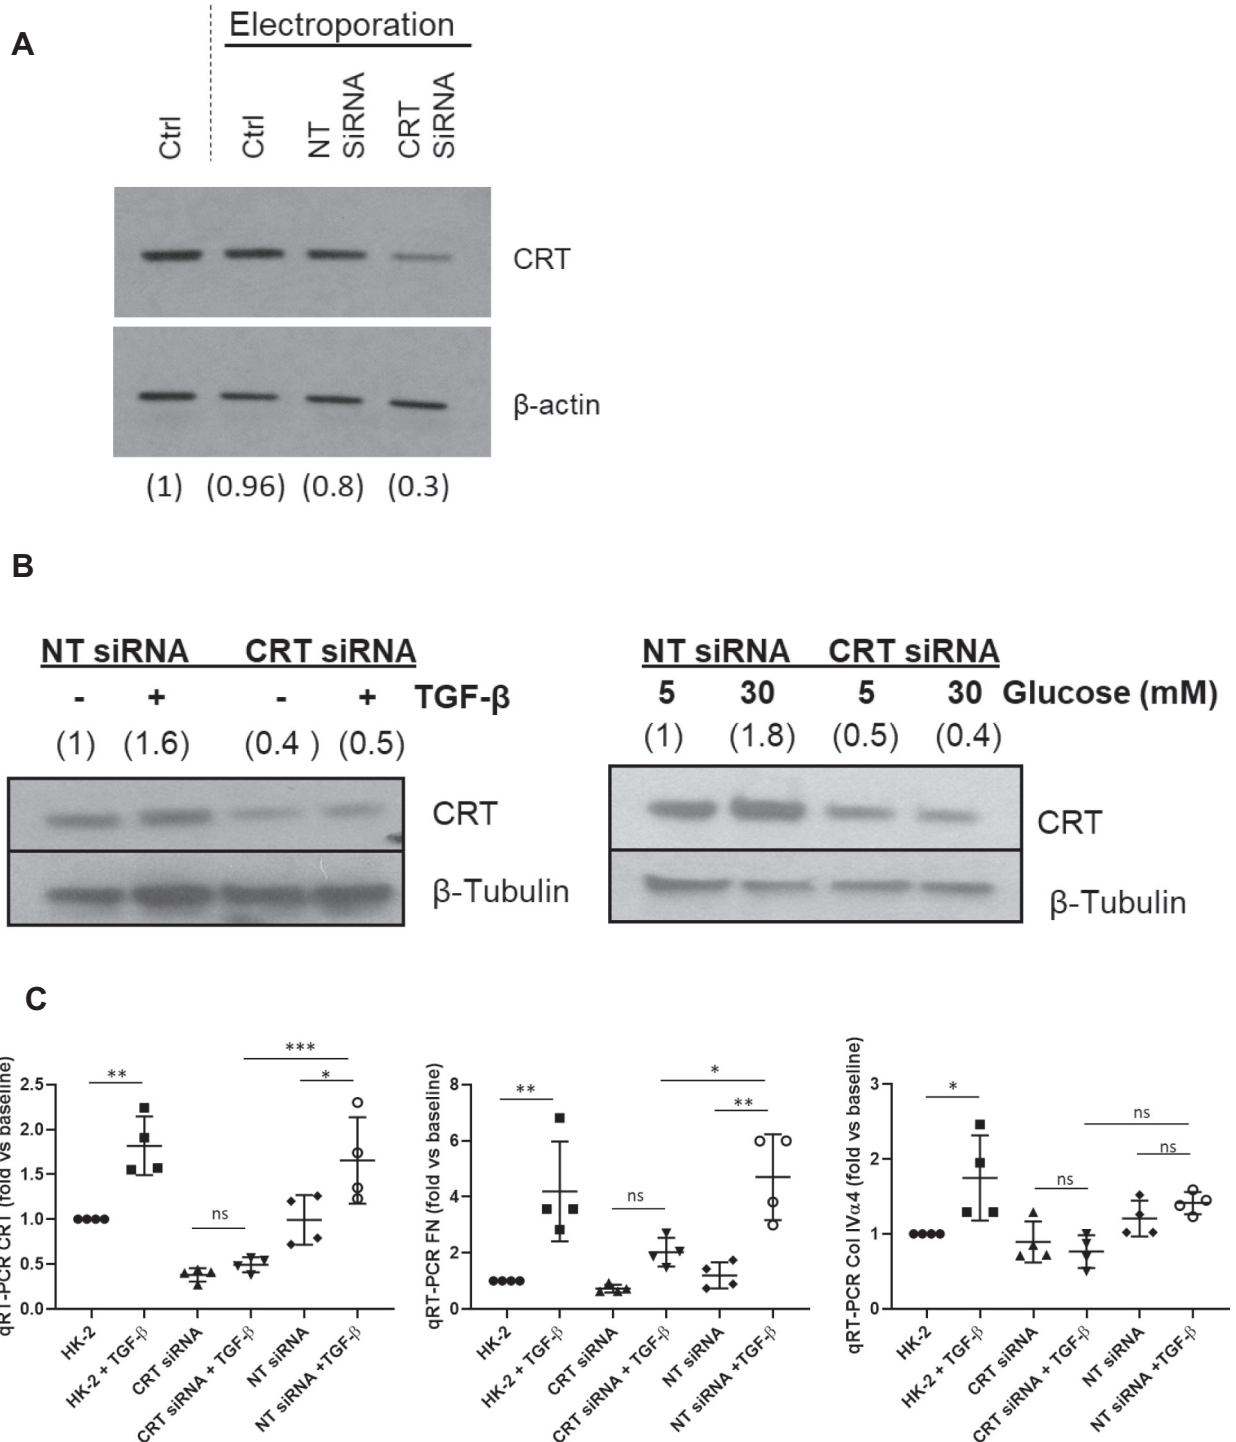 A
Electroporation
Ctrl
Ctrl
NT
SiRNA
CRT
SiRNA
CRT
β-actin
(1) (0.96) (0.8) (0.3)
B
NT siRNA CRT siRNA
- + - + TGF-β
(1) (1.6) (0.4 ) (0.5)
CRT
β-Tubulin
NT siRNA CRT siRNA
5 30 5 30 Glucose (mM)
(1) (1.8) (0.5) (0.4)
CRT
β-Tubulin
C
qRT-PCR CRT (fold vs baseline)
2.5
2.0
1.5
1.0
0.5
0.0
**
ns
***
*
HK-2
HK-2 + TGF-β
CRT siRNA
CRT siRNA + TGF-β
NT siRNA
NT siRNA +TGF-β
qRT-PCR FN (fold vs baseline)
8
6
4
2
0
**
ns
*
**
HK-2
HK-2 + TGF-β
CRT siRNA
CRT siRNA + TGF-β
NT siRNA
NT siRNA +TGF-β
qRT-PCR Col IVα4 (fold vs baseline)
3
2
1
0
*
ns
ns
ns
HK-2
HK-2 + TGF-β
CRT siRNA
CRT siRNA + TGF-β
NT siRNA
NT siRNA +TGF-β